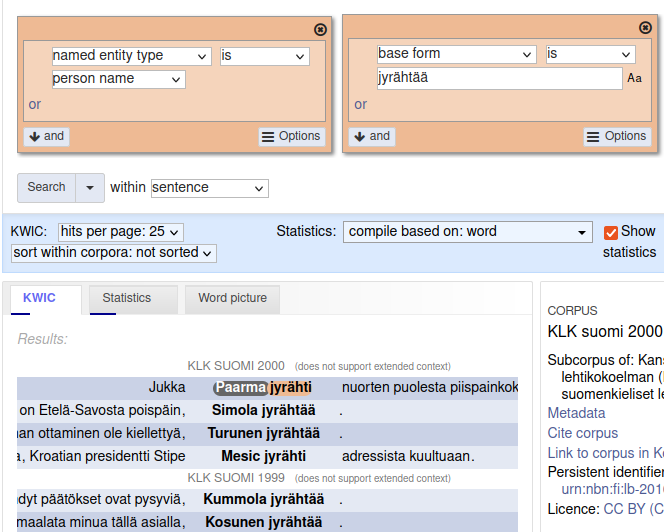 named entity type is
person name
or
and Options
base form is
jyrähtää Aa
or
and Options
Search within sentence
KWIC: hits per page: 25
sort within corpora: not sorted
Statistics: compile based on: word
Show statistics
KWIC Statistics Word picture
Results:
KLK SUOMI 2000 (does not support extended context)
Jukka Paarma jyrähti nuorten puolesta piispainkok
on Etelä-Savosta poispäin, Simola jyrähtää .
an ottaminen ole kiellettyä, Turunen jyrähtää .
a, Kroatian presidentti Stipe Mesic jyrähti adressista kuultuaan.
KLK SUOMI 1999 (does not support extended context)
dyt päätökset ovat pysyviä, Kummola jyrähtää .
maalata minua tällä asialla, Kosunen jyrähtää .
CORPUS
KLK suomi 2000
Subcorpus of: Kans
lehtikokoelman (
suomenkieliset le
Metadata
Cite corpus
Link to corpus in Ko
Persistent identifier
urn:nbn:fi:lb-201
Licence: CC BY (C